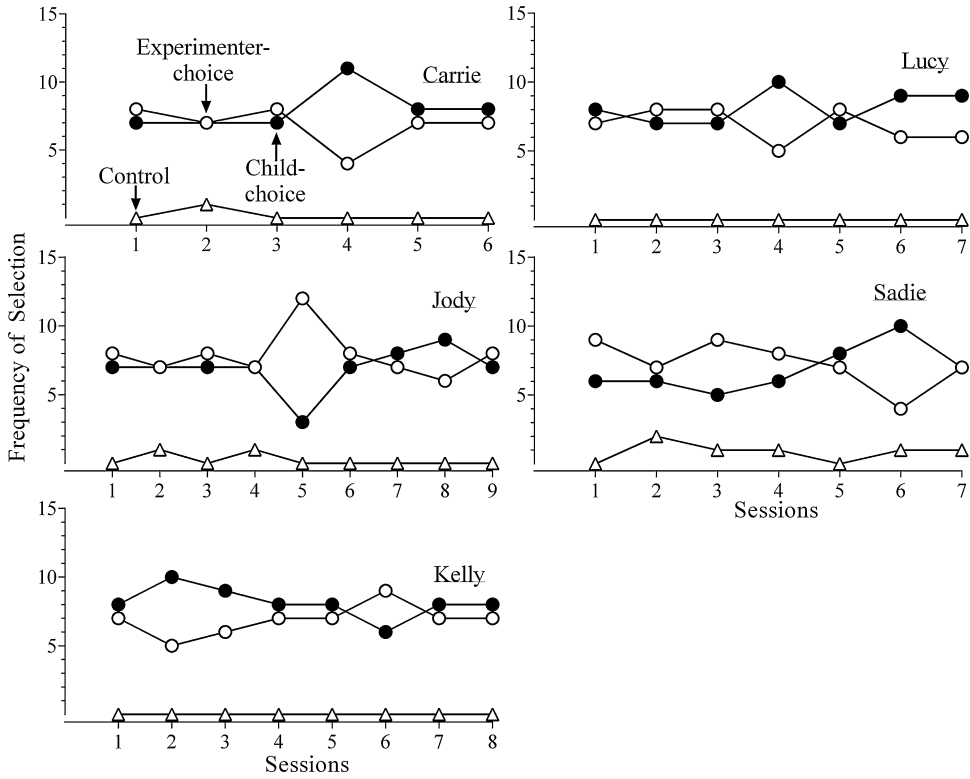 Frequency of Selection
15
10
5
Experimenter-
choice
Carrie
Control
Child-
choice
1 2 3 4 5 6
15
10
5
Lucy
1 2 3 4 5 6 7
15
10
5
Jody
1 2 3 4 5 6 7 8 9
15
10
5
Sadie
1 2 3 4 5 6 7
Sessions
15
10
5
Kelly
1 2 3 4 5 6 7 8
Sessions